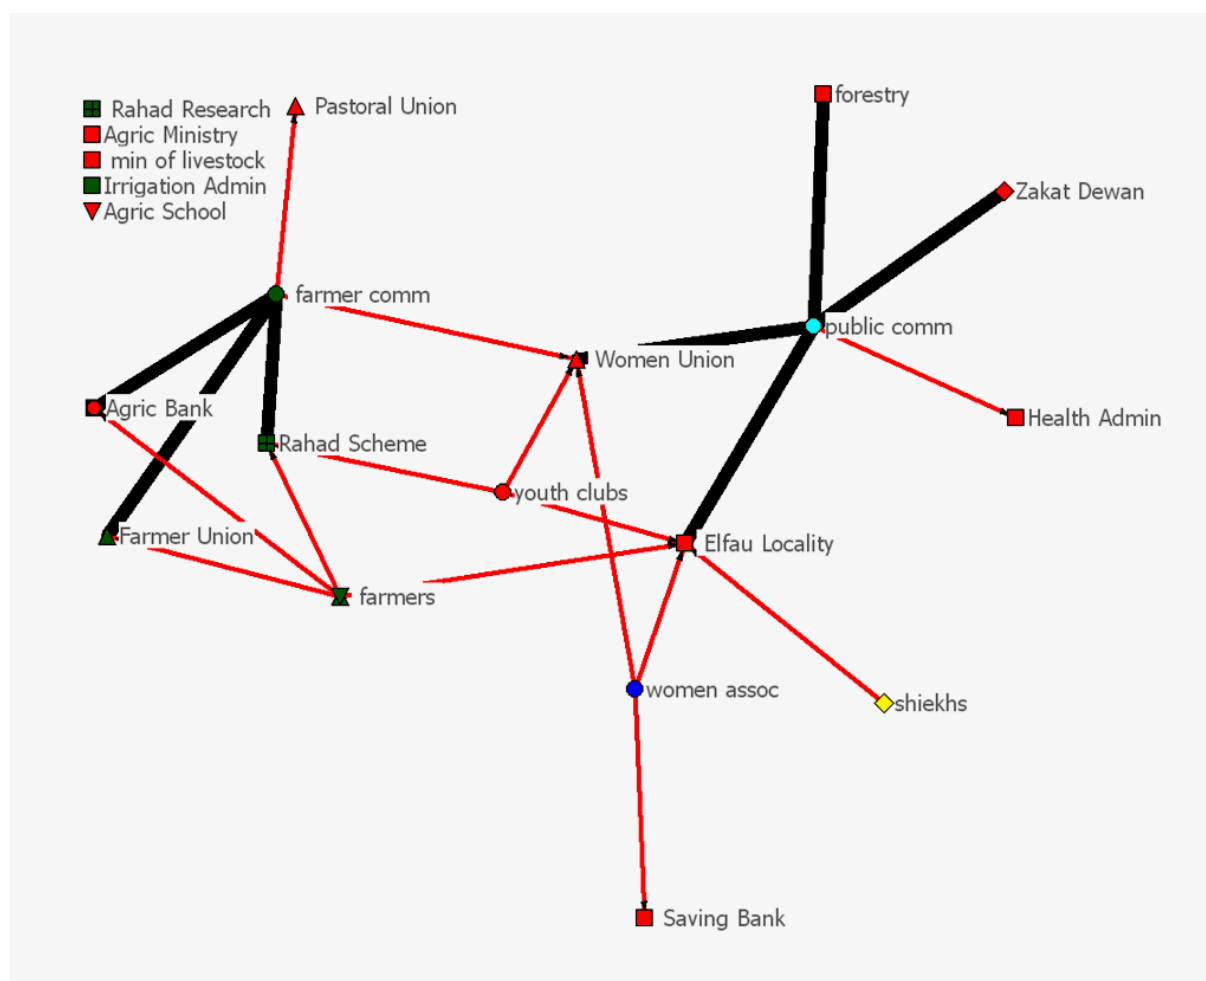 Rahad Research
Pastoral Union
forestry
Agric Ministry
min of livestock
Irrigation Admin
Zakat Dewan
Agric School
farmer comm
public comm
Women Union
Agric Bank
Health Admin
Rahad Scheme
youth clubs
Farmer Union
Elfau Locality
farmers
women assoc
shiekhs
Saving Bank